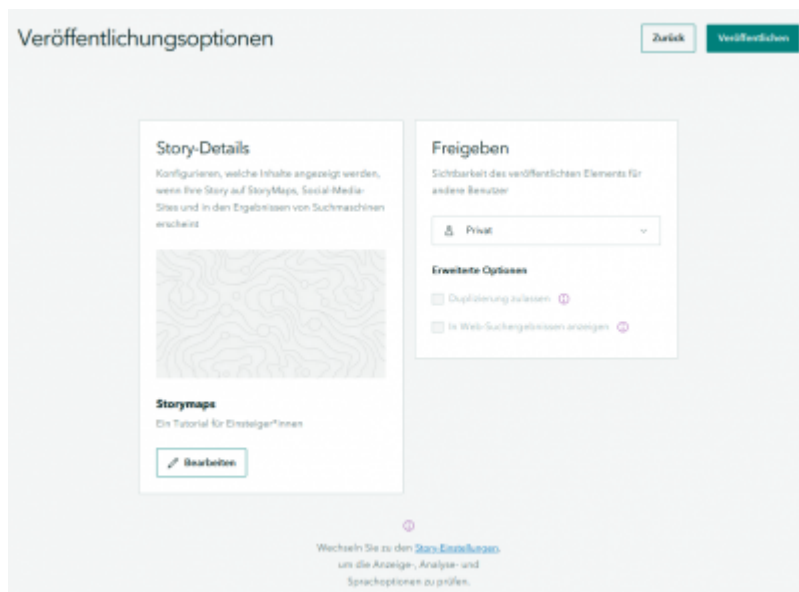 Veröffentlichungsoptionen
Zurück
Veröffentlichen
Story-Details
Konfigurieren, welche Inhalte angezeigt werden,
wenn Ihre Story auf StoryMaps, Social-Media-
Sites und in den Ergebnissen von Suchmaschinen
erscheint
Storymaps
Ein Tutorial für Einsteiger*innen
Bearbeiten
Freigeben
Sichtbarkeit des veröffentlichten Elements für
andere Benutzer
Privat
Erweiterte Optionen
Duplizierung zulassen
In Web-Suchergebnissen anzeigen
Wechseln Sie zu den Story-Einstellungen,
um die Anzeige-, Analyse- und
Sprachoptionen zu prüfen.